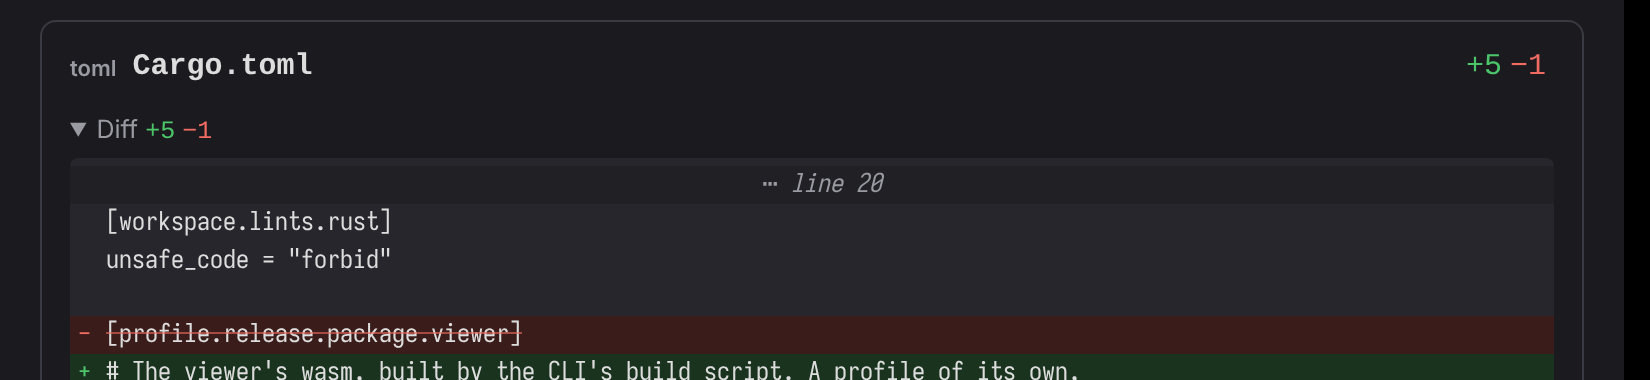 toml Cargo.toml +5 −1
▼ Diff +5 −1
⋯ line 20
[workspace.lints.rust]
unsafe_code = "forbid"
− [profile.release.package.viewer]
+ # The viewer's wasm, built by the CLI's build script. A profile of its own,